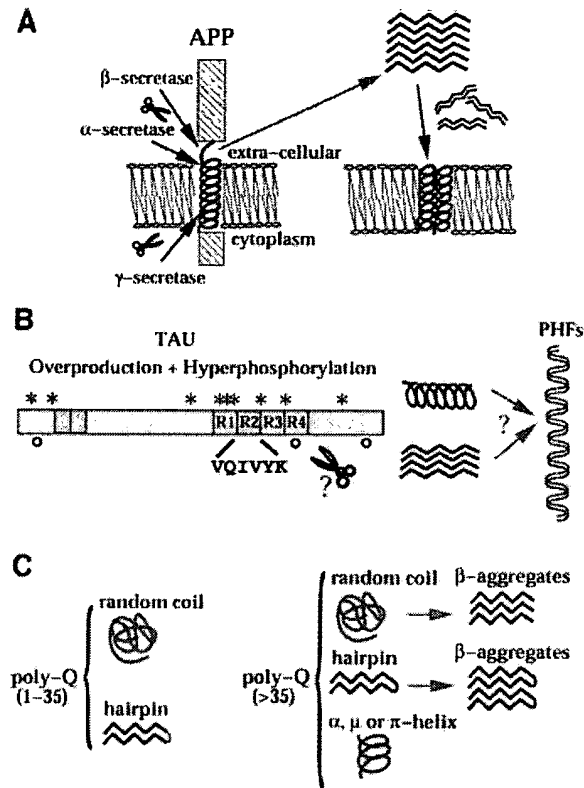 A
APP
β-secretase
α-secretase
extra-cellular
cytoplasm
γ-secretase
B
TAU
PHFs
Overproduction + Hyperphosphorylation
* * * *** * * *
R1 R2 R3 R4
?
VQIVYK
?
C
random coil
poly-Q
(1-35)
hairpin
random coil
β-aggregates
hairpin
β-aggregates
poly-Q
(>35)
α, μ or π-helix